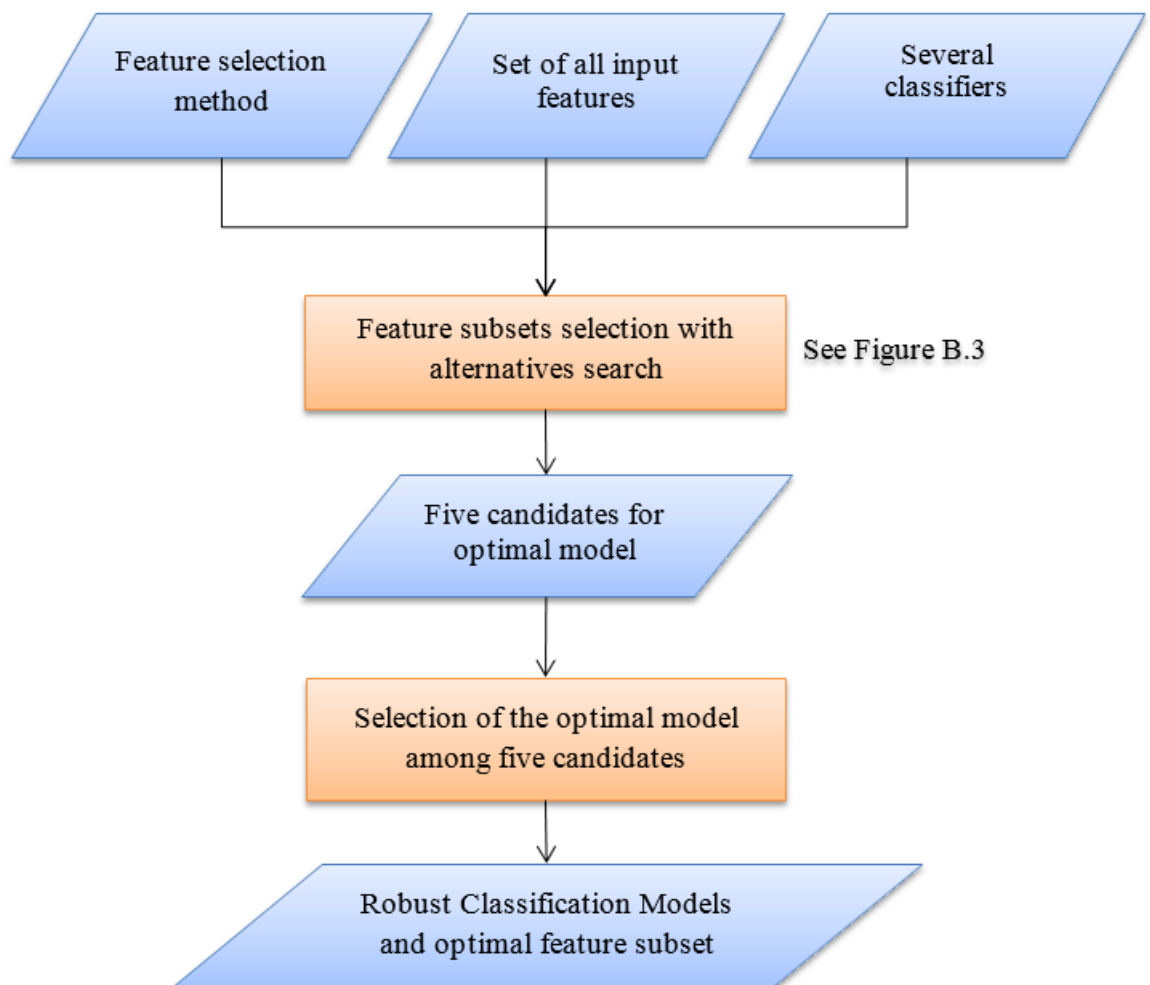 Feature selection
method
Set of all input
features
Several
classifiers
Feature subsets selection with
alternatives search
See Figure B.3
Five candidates for
optimal model
Selection of the optimal model
among five candidates
Robust Classification Models
and optimal feature subset